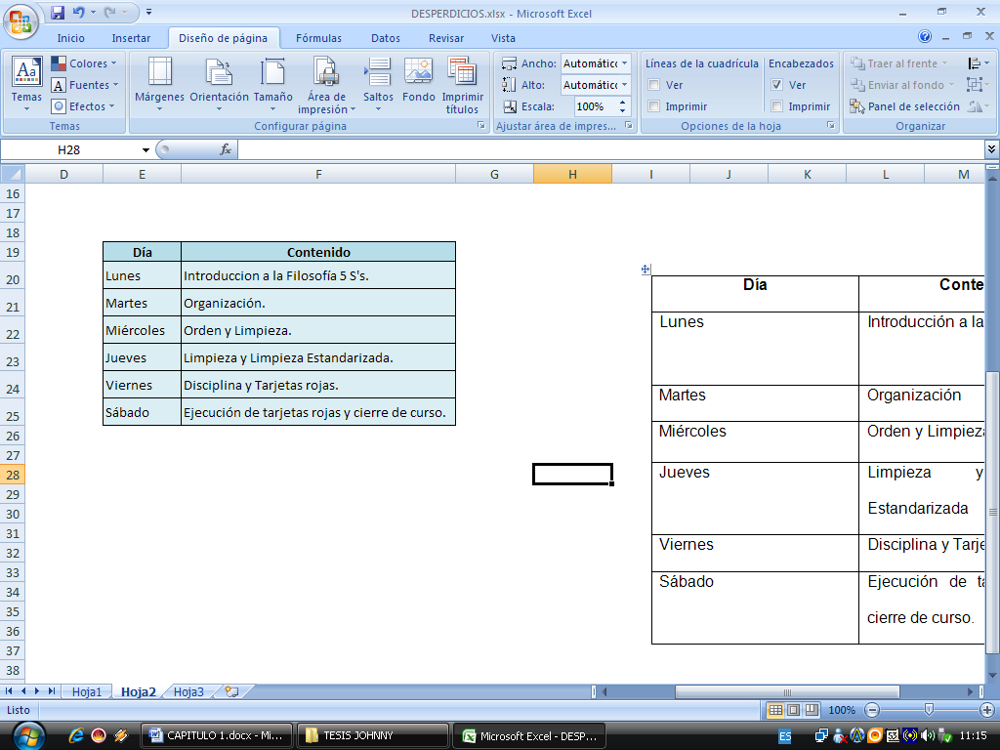 DESPERDICIOS.xlsx - Microsoft Excel
Inicio Insertar Diseño de página Fórmulas Datos Revisar Vista
Aa Temas Colores Fuentes Efectos
Márgenes Orientación Tamaño Área de impresión Saltos Fondo Imprimir títulos
Ancho: Automátic
Alto: Automátic
Escala: 100%
Líneas de la cuadrícula Encabezados
Ver Ver
Imprimir Imprimir
Traer al frente
Enviar al fondo
Panel de selección
Temas Configurar página Ajustar área de impres... Opciones de la hoja Organizar
H28 fx
D E F G H I J K L M
16
17
18
19
20
21
22
23
24
25
26
27
28
29
30
31
32
33
34
35
36
37
38
Día Contenido
Lunes Introduccion a la Filosofía 5 S's.
Martes Organización.
Miércoles Orden y Limpieza.
Jueves Limpieza y Limpieza Estandarizada.
Viernes Disciplina y Tarjetas rojas.
Sábado Ejecución de tarjetas rojas y cierre de curso.
Día Conte
Lunes Introducción a la
Martes Organización
Miércoles Orden y Limpieza
Jueves Limpieza y
Estandarizada
Viernes Disciplina y Tarje
Sábado Ejecución de ta
cierre de curso.
Hoja1 Hoja2 Hoja3
Listo 100%
CAPITULO 1.docx - Mi... TESIS JOHNNY Microsoft Excel - DESP... ES 11:15